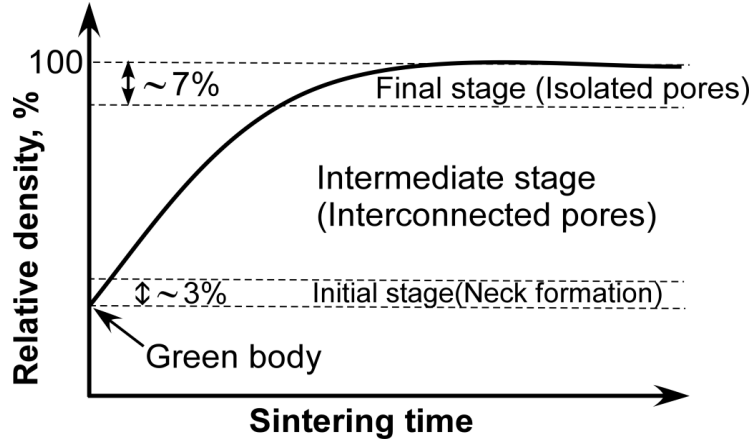 Relative density, %
100
~7%
Final stage (Isolated pores)
Intermediate stage
(Interconnected pores)
~3%
Initial stage(Neck formation)
Green body
Sintering time